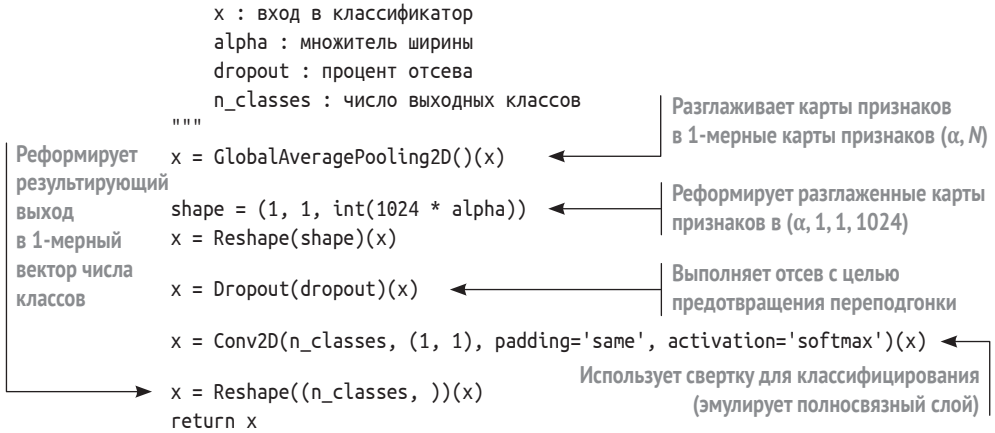 x : вход в классификатор
alpha : множитель ширины
dropout : процент отсева
n_classes : число выходных классов
"""
Разглаживает карты признаков
в 1-мерные карты признаков (α, N)
x = GlobalAveragePooling2D()(x)
Реформирует
результирующий
выход
в 1-мерный
вектор числа
классов
Реформирует разглаженные карты
признаков в (α, 1, 1, 1024)
shape = (1, 1, int(1024 * alpha))
x = Reshape(shape)(x)
Выполняет отсев с целью
предотвращения переподгонки
x = Dropout(dropout)(x)
x = Conv2D(n_classes, (1, 1), padding='same', activation='softmax')(x)
Использует свертку для классифицирования
(эмулирует полносвязный слой)
x = Reshape((n_classes, ))(x)
return x